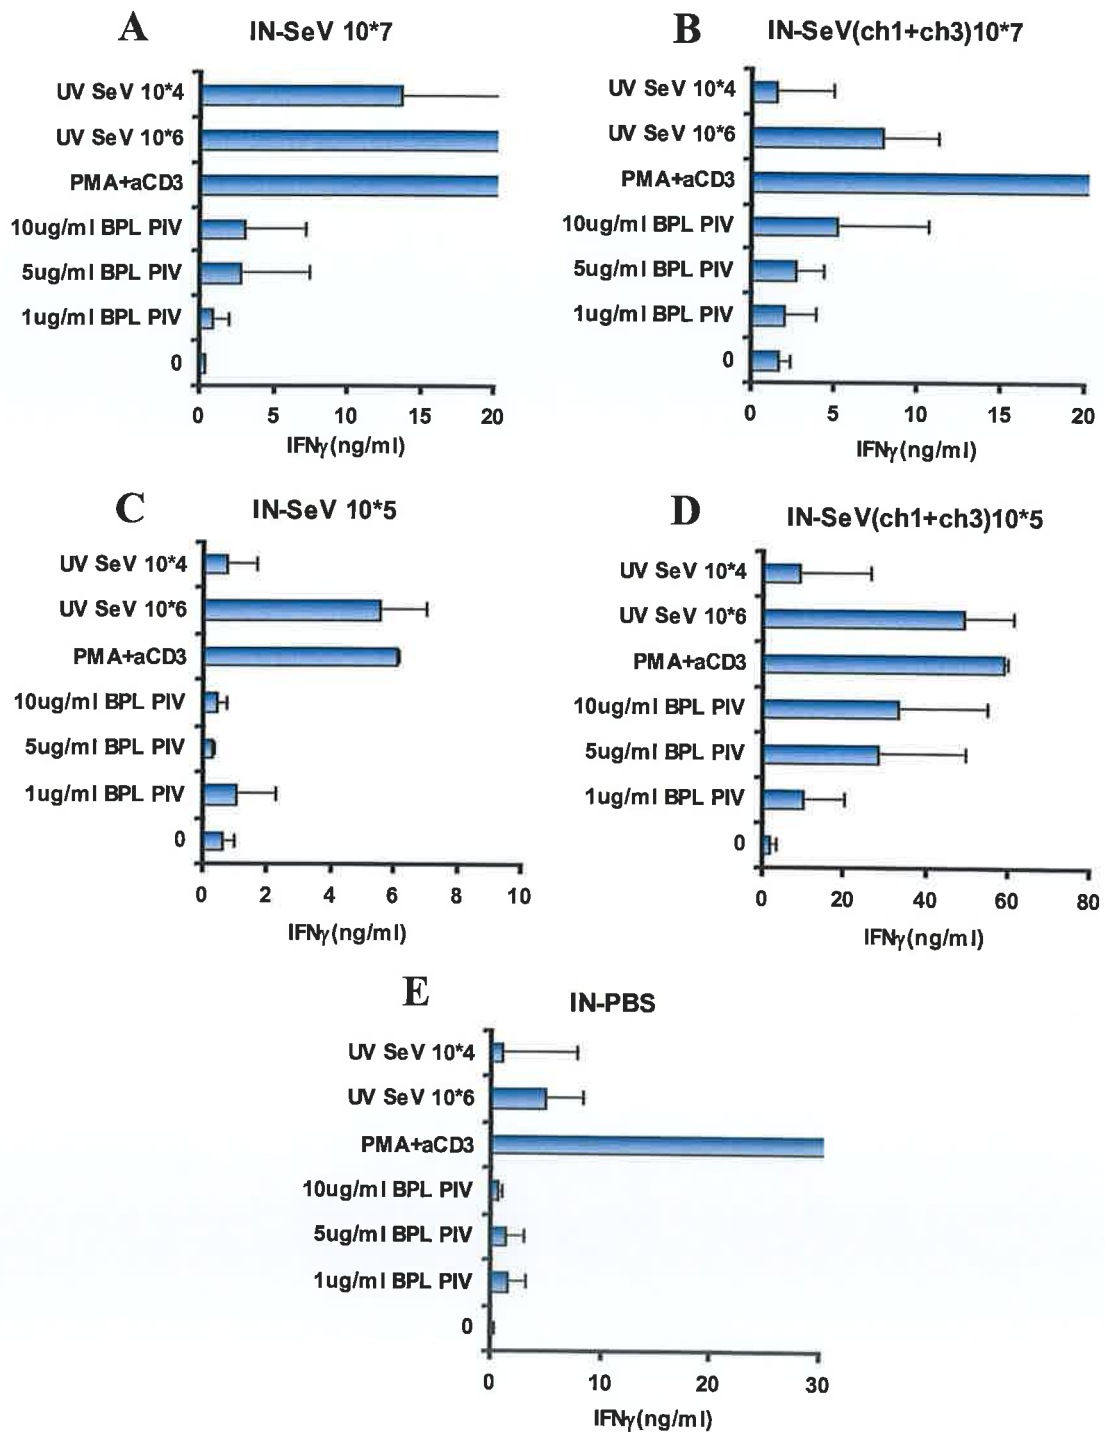 A
IN-SeV 10*7
UV SeV 10*4
UV SeV 10*6
PMA+aCD3
10ug/ml BPL PIV
5ug/ml BPL PIV
1ug/ml BPL PIV
0
0 5 10 15 20
IFNγ(ng/ml)
B
IN-SeV(ch1+ch3)10*7
UV SeV 10*4
UV SeV 10*6
PMA+aCD3
10ug/ml BPL PIV
5ug/ml BPL PIV
1ug/ml BPL PIV
0
0 5 10 15 20
IFNγ(ng/ml)
C
IN-SeV 10*5
UV SeV 10*4
UV SeV 10*6
PMA+aCD3
10ug/ml BPL PIV
5ug/ml BPL PIV
1ug/ml BPL PIV
0
0 2 4 6 8 10
IFNγ(ng/ml)
D
IN-SeV(ch1+ch3)10*5
UV SeV 10*4
UV SeV 10*6
PMA+aCD3
10ug/ml BPL PIV
5ug/ml BPL PIV
1ug/ml BPL PIV
0
0 20 40 60 80
IFNγ(ng/ml)
E
IN-PBS
UV SeV 10*4
UV SeV 10*6
PMA+aCD3
10ug/ml BPL PIV
5ug/ml BPL PIV
1ug/ml BPL PIV
0
0 10 20 30
IFNγ(ng/ml)